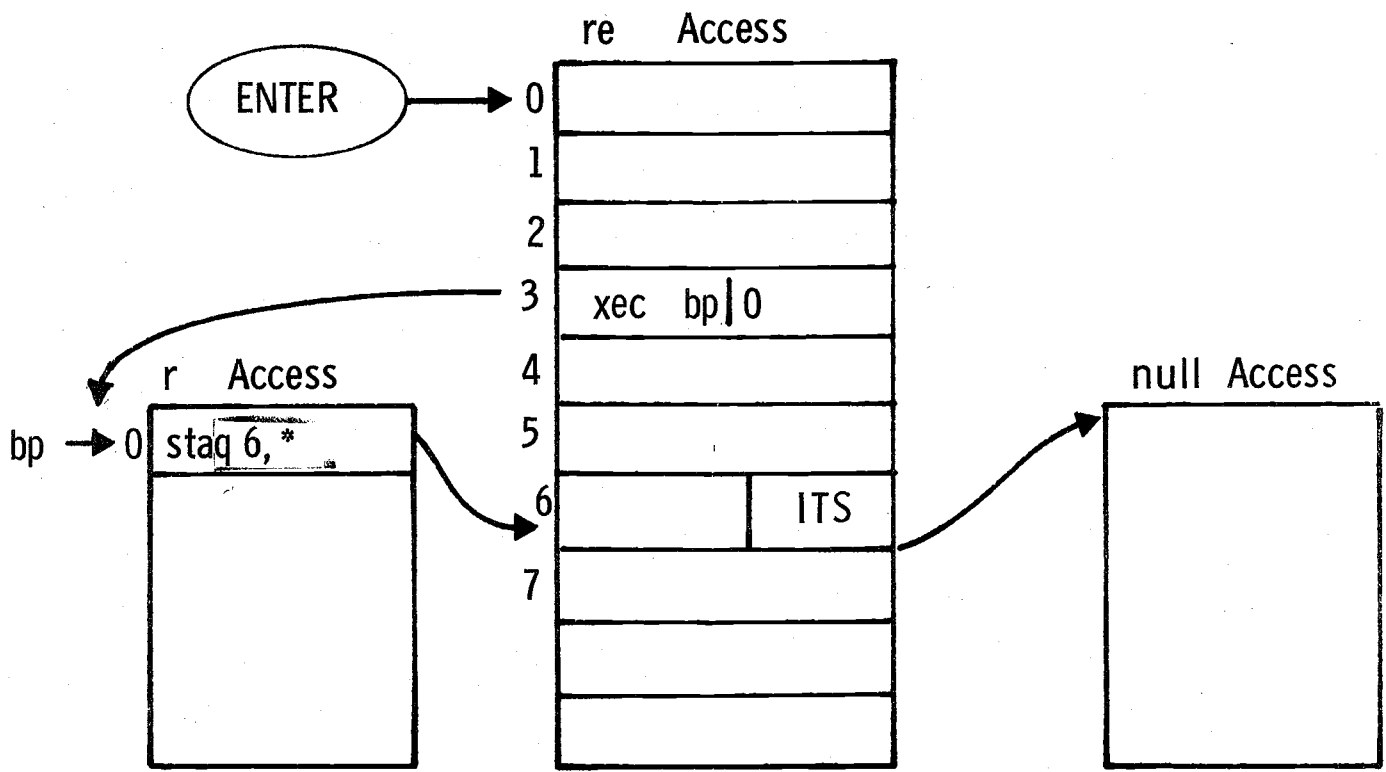 re Access
ENTER
0
1
2
3 xec bp|0
4
r Access
null Access
bp 0 staq 6, *
5
6 ITS
7